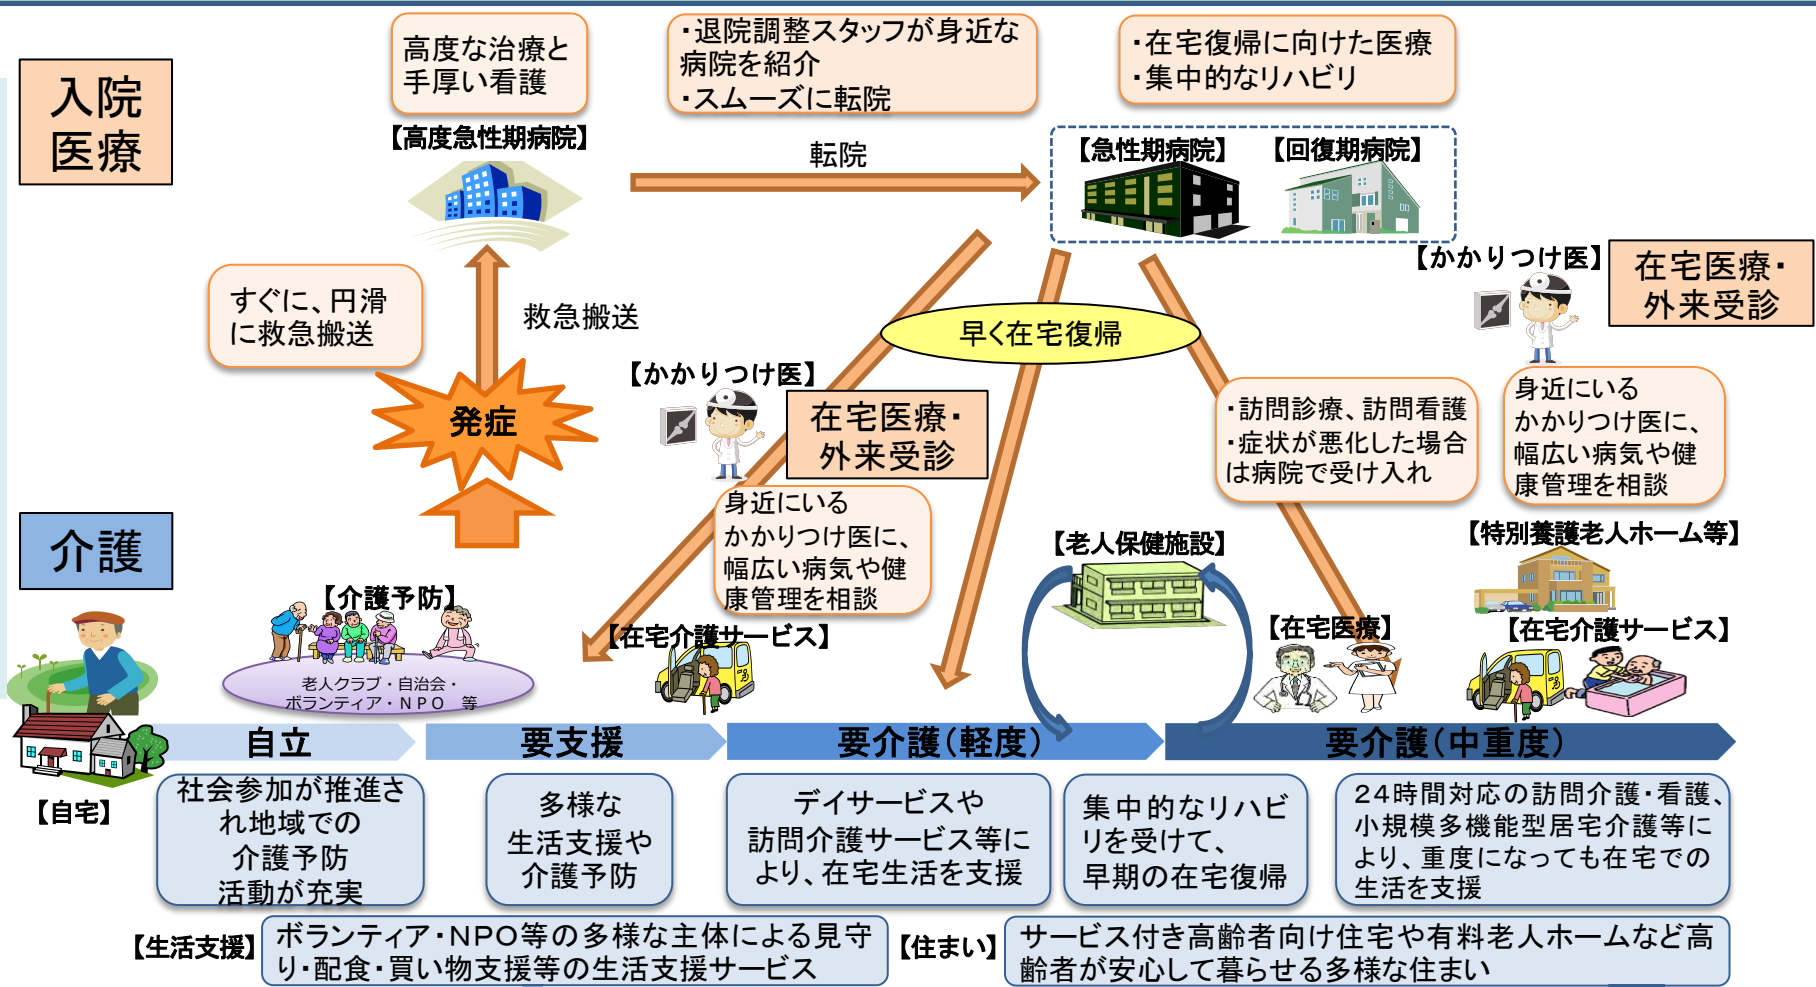 高度な治療と
手厚い看護
・退院調整スタッフが身近な
病院を紹介
・スムーズに転院
・在宅復帰に向けた医療
・集中的なリハビリ
入院
医療
【高度急性期病院】
転院
【急性期病院】
【回復期病院】
すぐに、円滑
に救急搬送
救急搬送
早く在宅復帰
【かかりつけ医】
在宅医療・
外来受診
発症
【かかりつけ医】
在宅医療・
外来受診
・訪問診療、訪問看護
・症状が悪化した場合
は病院で受け入れ
身近にいる
かかりつけ医に、
幅広い病気や健
康管理を相談
身近にいる
かかりつけ医に、
幅広い病気や健
康管理を相談
介護
【介護予防】
老人クラブ・自治会・
ボランティア・ＮＰＯ　等
【在宅介護サービス】
【老人保健施設】
【在宅医療】
【特別養護老人ホーム等】
【在宅介護サービス】
【自宅】
自立
要支援
要介護（軽度）
要介護（中重度）
社会参加が推進さ
れ地域での
介護予防
活動が充実
多様な
生活支援や
介護予防
デイサービスや
訪問介護サービス等に
より、在宅生活を支援
集中的なリハビ
リを受けて、
早期の在宅復帰
２４時間対応の訪問介護・看護、
小規模多機能型居宅介護等に
より、重度になっても在宅での
生活を支援
【生活支援】
ボランティア・ＮＰＯ等の多様な主体による見守
り・配食・買い物支援等の生活支援サービス
【住まい】
サービス付き高齢者向け住宅や有料老人ホームなど高
齢者が安心して暮らせる多様な住まい